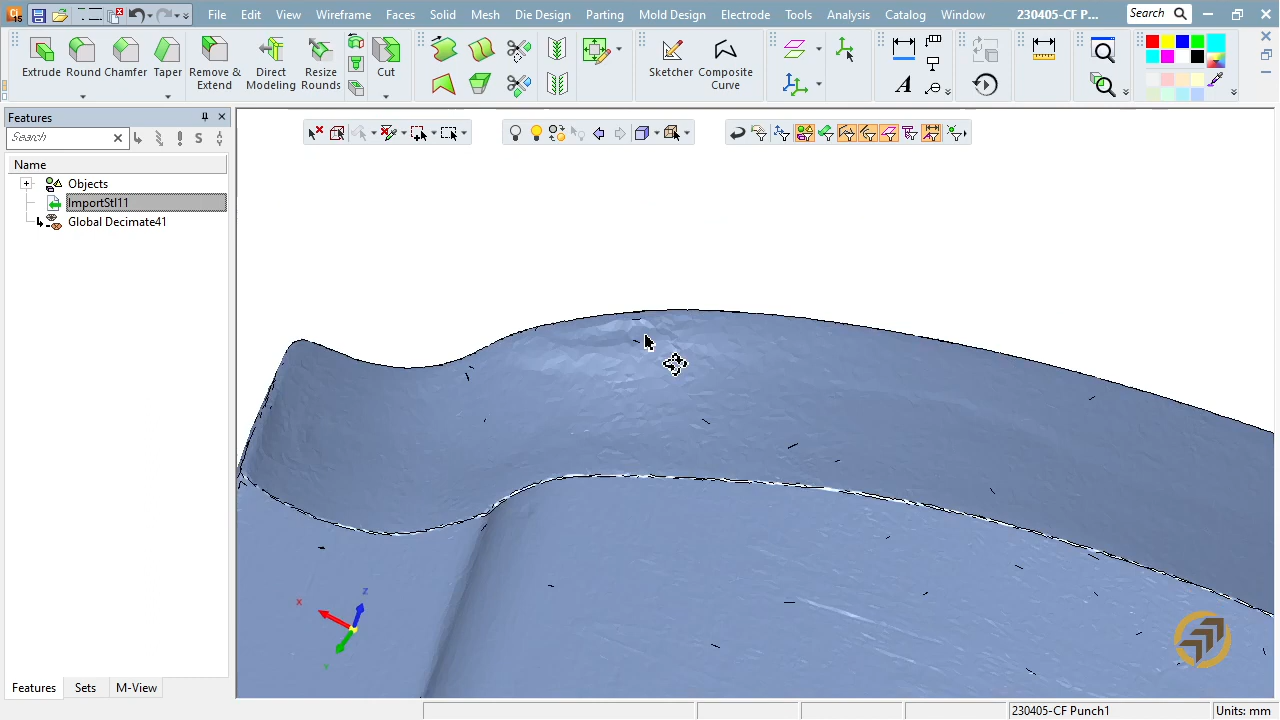 File Edit View Wireframe Faces Solid Mesh Die Design Parting Mold Design Electrode Tools Analysis Catalog Window 230405-CF P... Search
Extrude Round Chamfer Taper Remove & Extend Direct Modeling Resize Rounds Cut Sketcher Composite Curve
Features
Search
Name
Objects
ImportStl11
Global Decimate41
X
Z
Y
Features Sets M-View
230405-CF Punch1 Units: mm